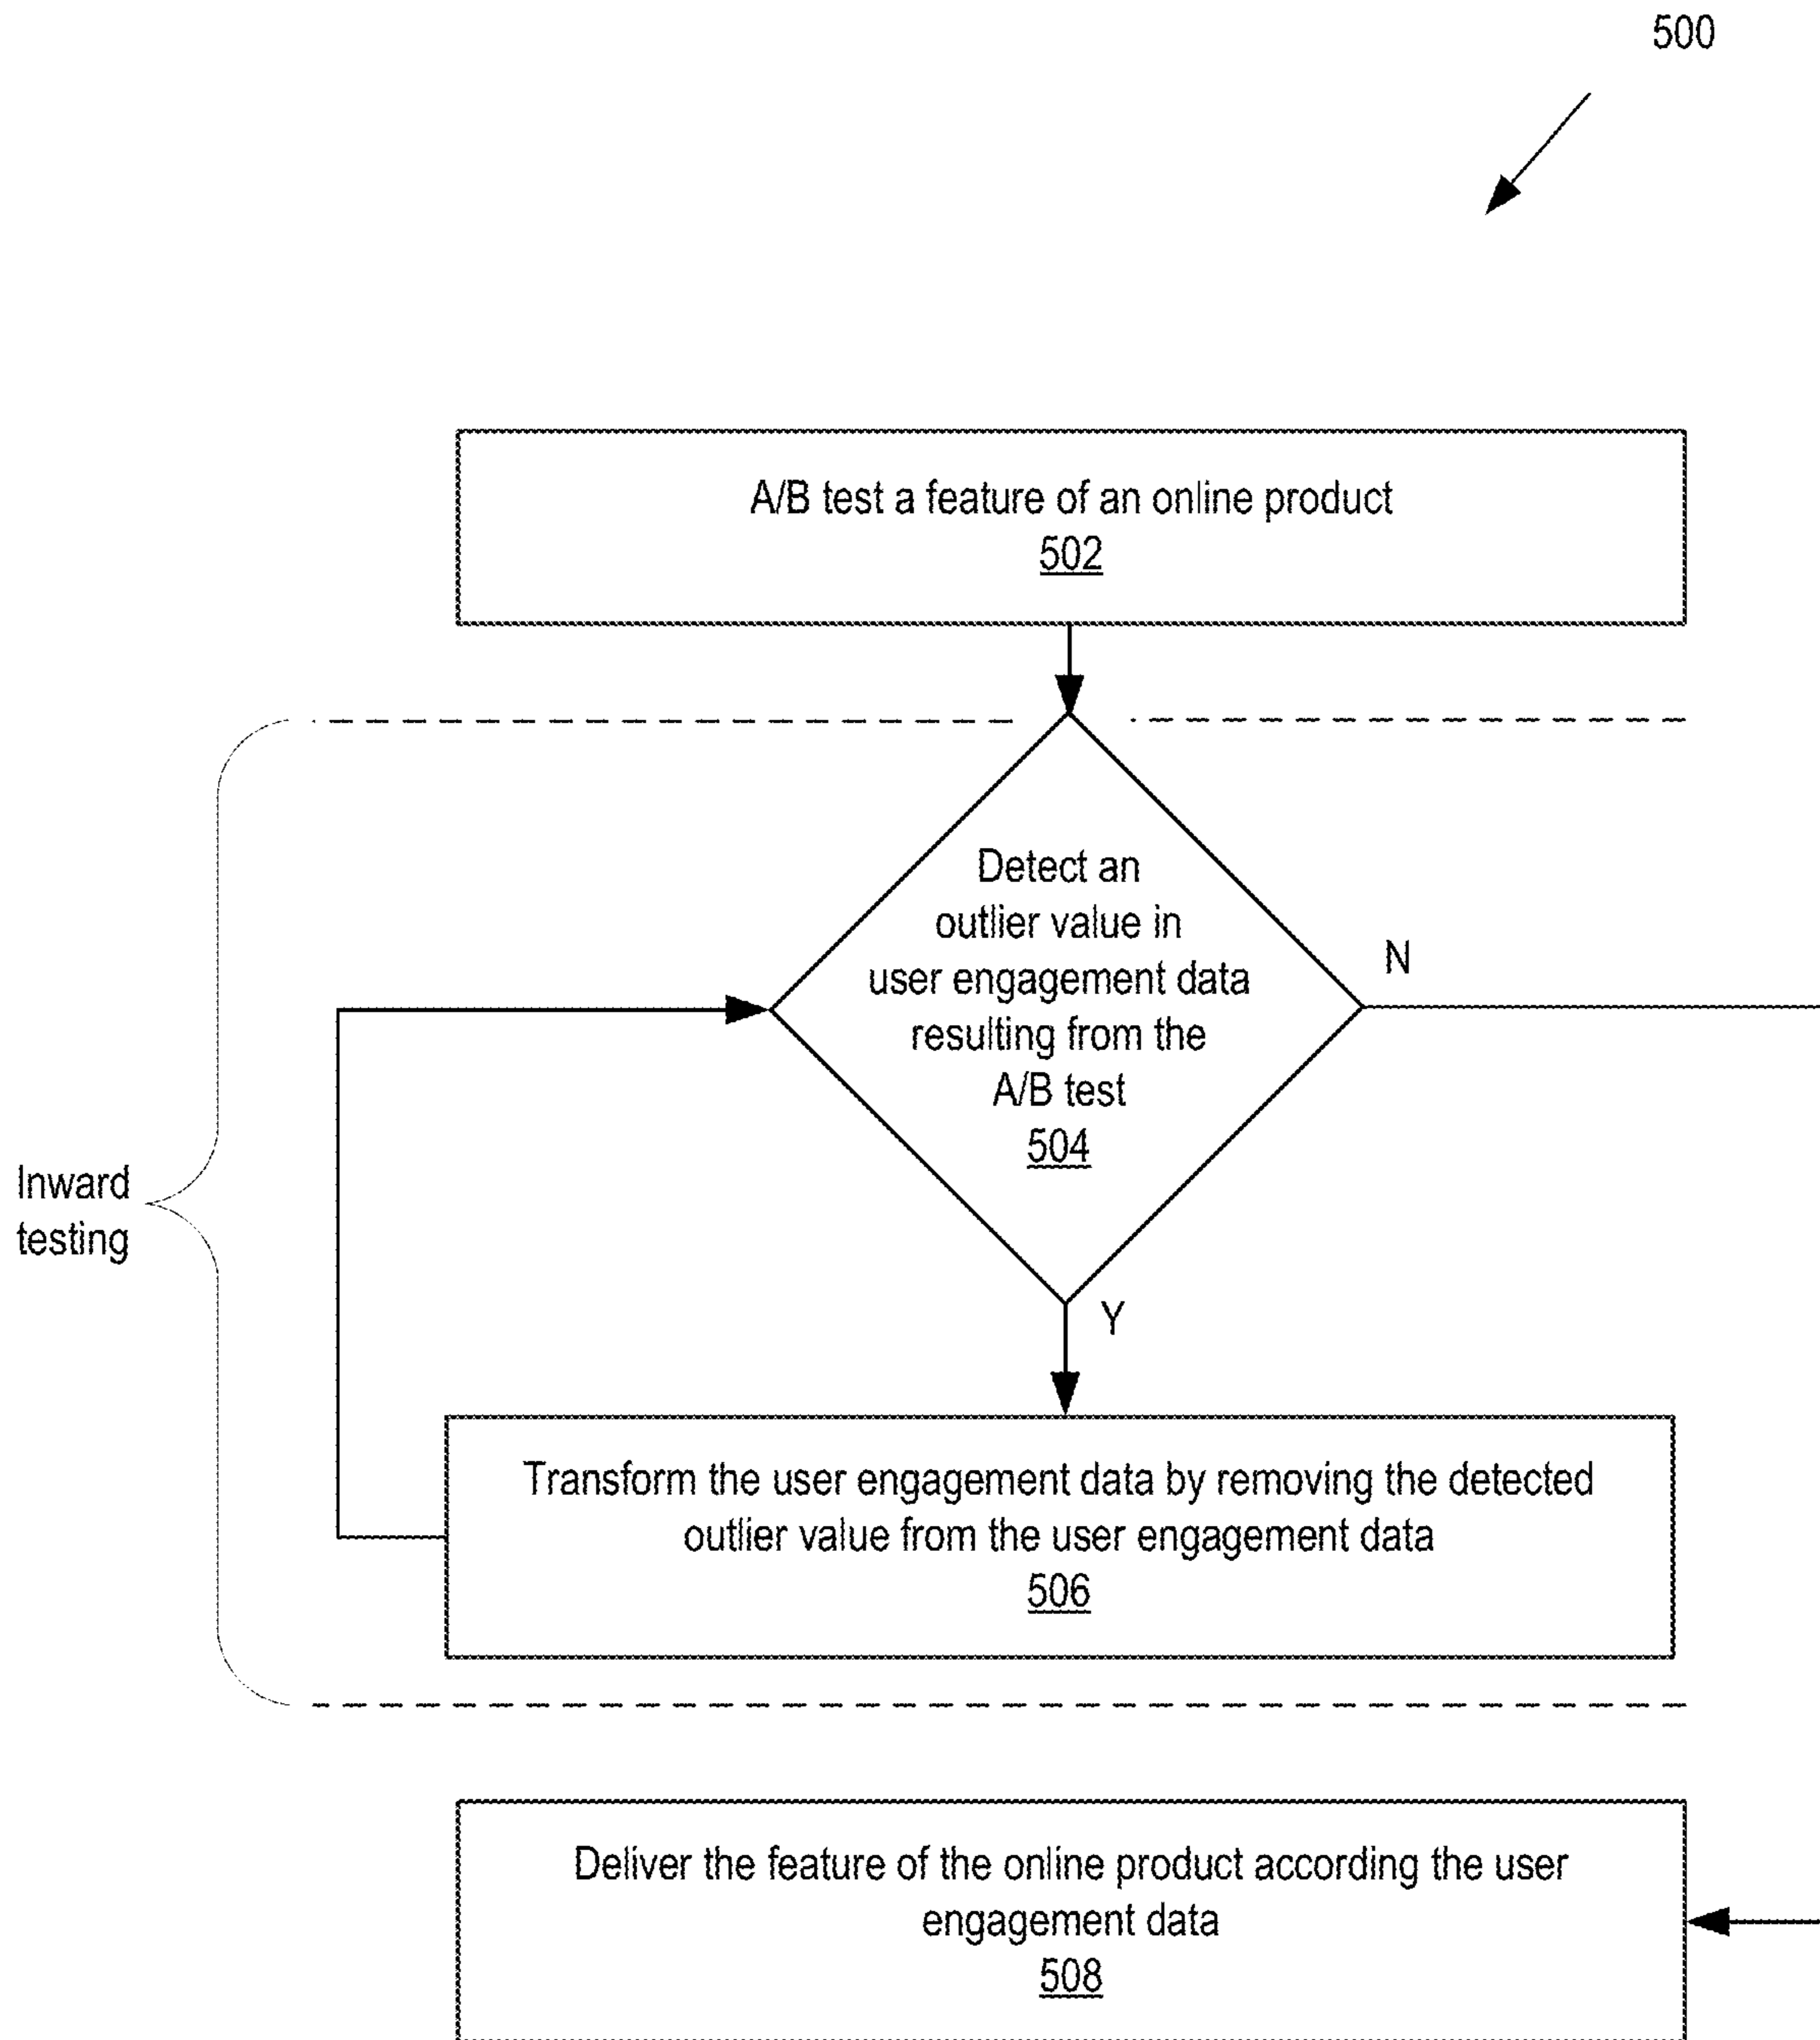 500
A/B test a feature of an online product
502
Detect an
outlier value in
user engagement data
resulting from the
A/B test
504
N
Y
Inward
testing
Transform the user engagement data by removing the detected
outlier value from the user engagement data
506
Deliver the feature of the online product according the user
engagement data
508